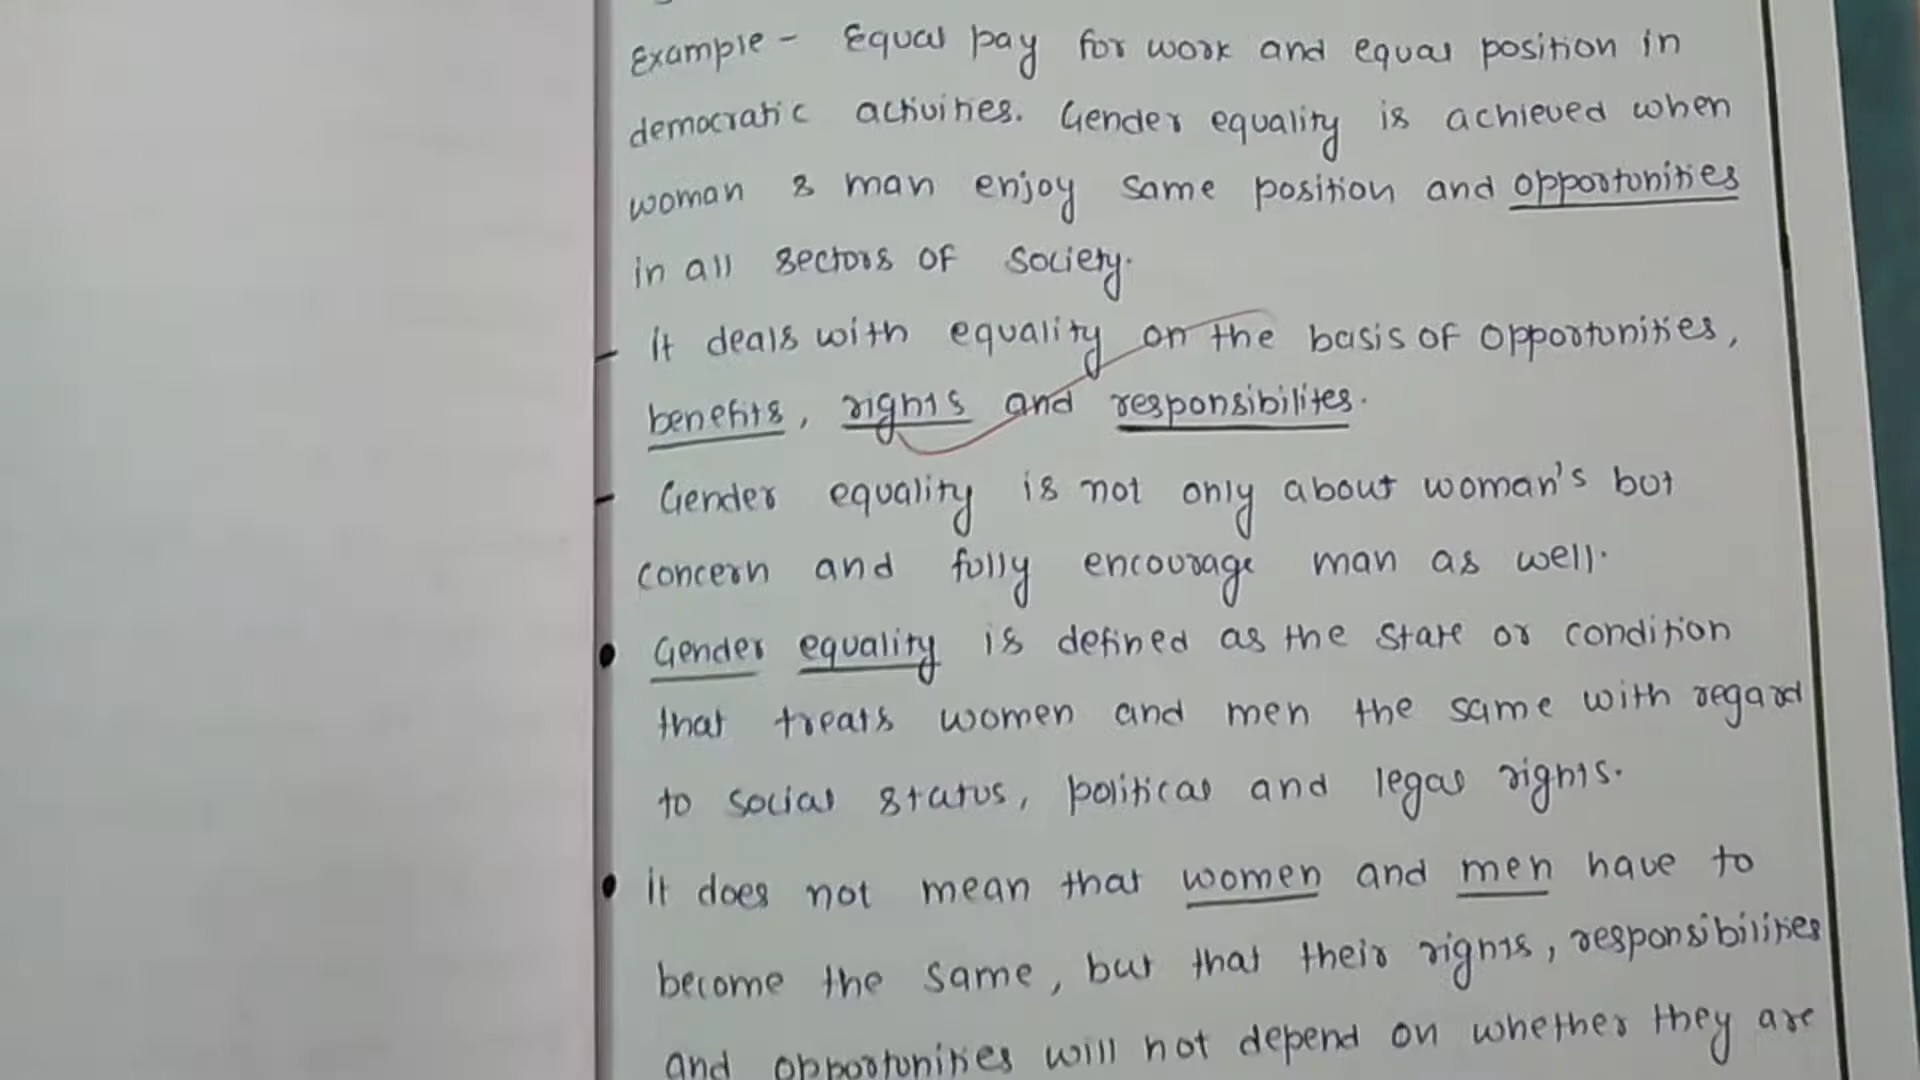 Example - Equal pay for work and equal position in
democratic activities. Gender equality is achieved when
woman & man enjoy same position and opportunities
in all sectors of society.
- It deals with equality on the basis of opportunities,
benefits, rights and responsibilites.
- Gender equality is not only about woman's but
concern and fully encourage man as well.
• Gender equality is defined as the state or condition
that treats women and men the same with regard
to social status, political and legal rights.
• it does not mean that women and men have to
become the same, but that their rights, responsibilities
and opportunities will not depend on whether they are